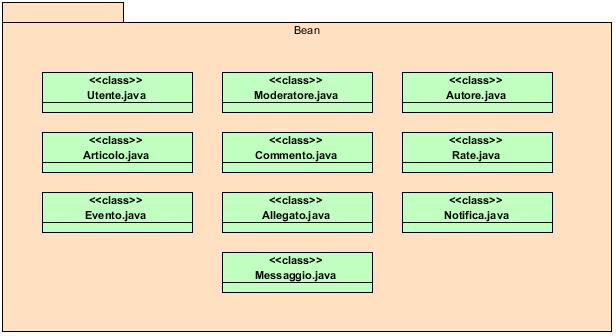 Bean
<<class>>
Utente.java
<<class>>
Moderatore.java
<<class>>
Autore.java
<<class>>
Articolo.java
<<class>>
Commento.java
<<class>>
Rate.java
<<class>>
Evento.java
<<class>>
Allegato.java
<<class>>
Notifica.java
<<class>>
Messaggio.java